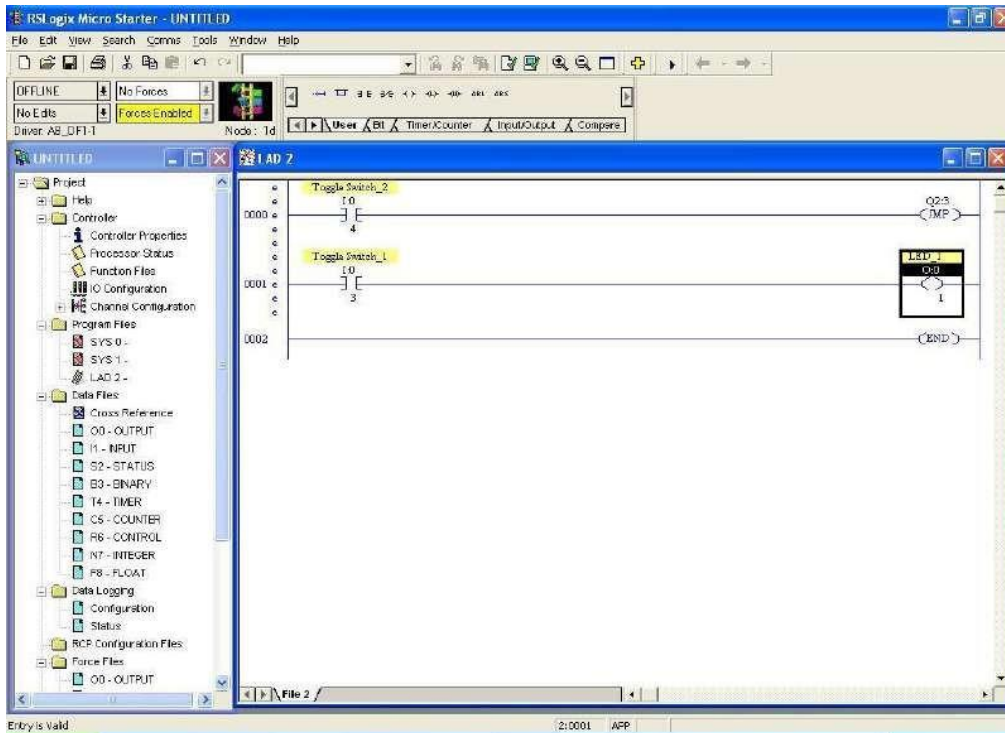 RSLogix Micro Starter - UNTITLED
File Edit View Search Comms Tools Window Help
OFFLINE No Forces
No Edits Forces Enabled
Driver: AB_DF1-1 Node: 1d
User Bit Timer/Counter Input/Output Compare
UNTITLED
Project
Help
Controller
Controller Properties
Processor Status
Function Files
IO Configuration
Channel Configuration
Program Files
SYS 0 -
SYS 1 -
LAD 2 -
Data Files
Cross Reference
O0 - OUTPUT
I1 - INPUT
S2 - STATUS
B3 - BINARY
T4 - TIMER
C5 - COUNTER
R6 - CONTROL
N7 - INTEGER
F8 - FLOAT
Data Logging
Configuration
Status
RCP Configuration Files
Force Files
O0 - OUTPUT
LAD 2
Toggle Switch_2
I:0
4
0000
Q2:3
JMP
Toggle Switch_1
I:0
3
0001
LED_1
O:0
1
0002
END
File 2
Entry is Valid
2:0001 APP